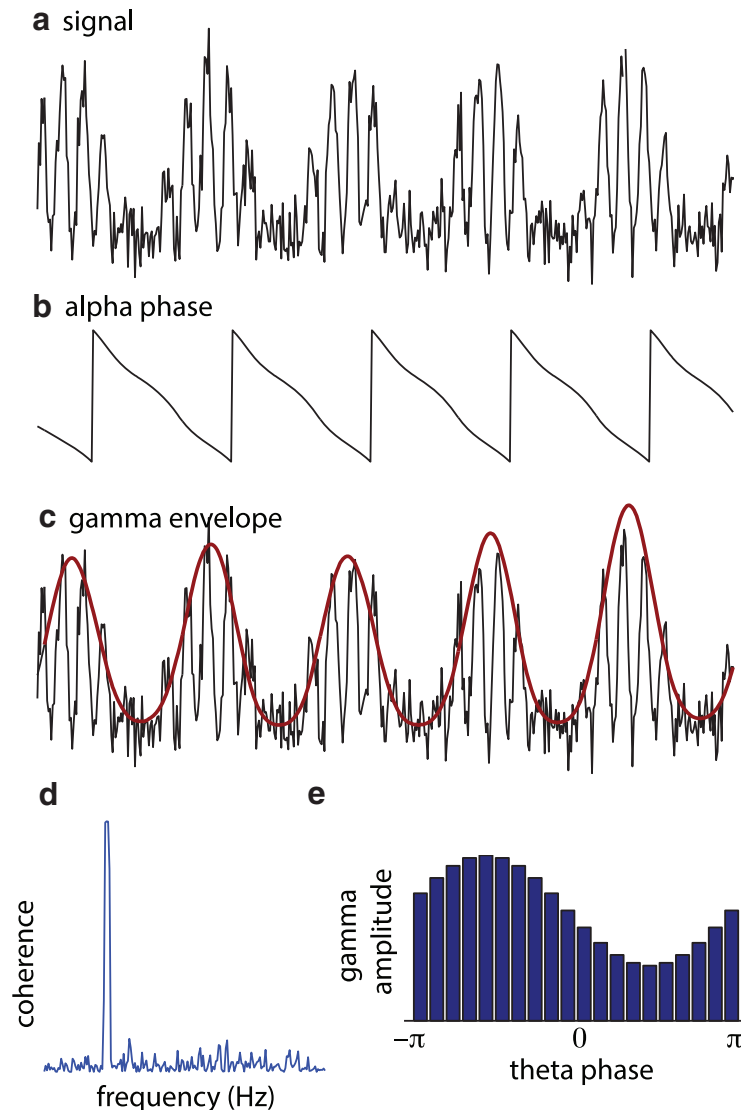 a signal
b alpha phase
c gamma envelope
d
e
coherence
frequency (Hz)
gamma
amplitude
−π 0 π
theta phase